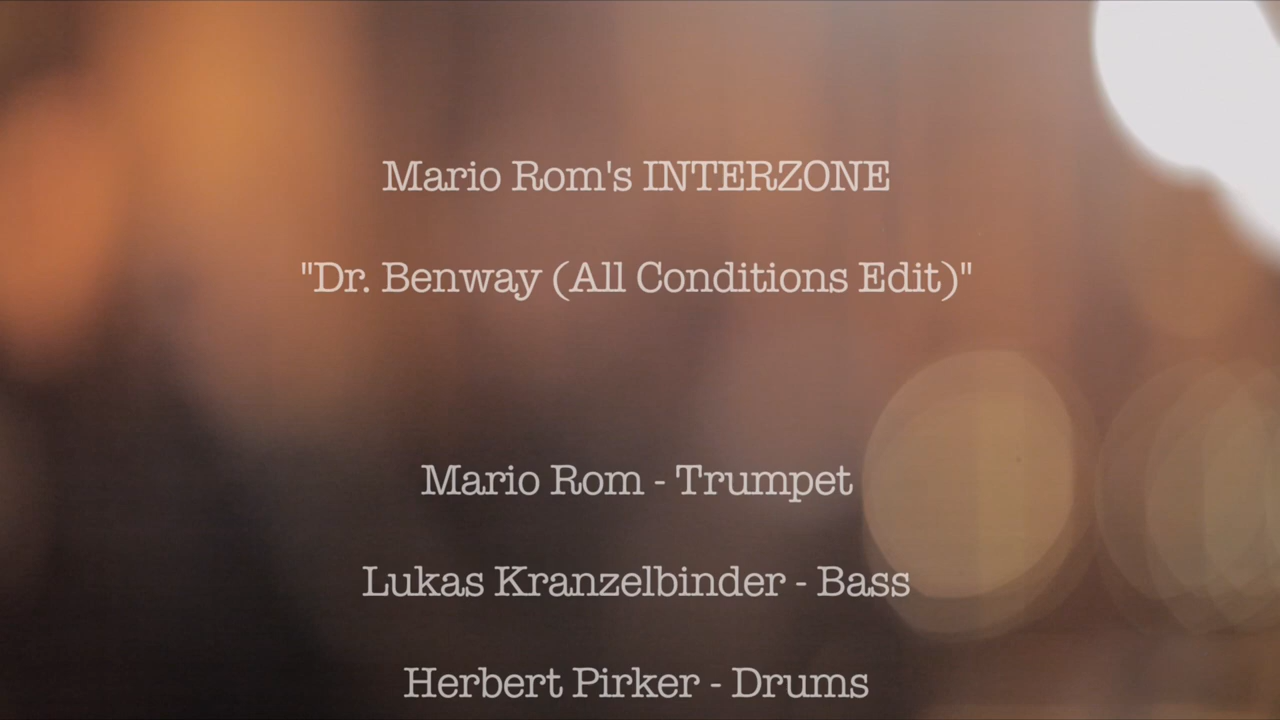 Mario Rom's INTERZONE
"Dr. Benway (All Conditions Edit)"
Mario Rom - Trumpet
Lukas Kranzelbinder - Bass
Herbert Pirker - Drums